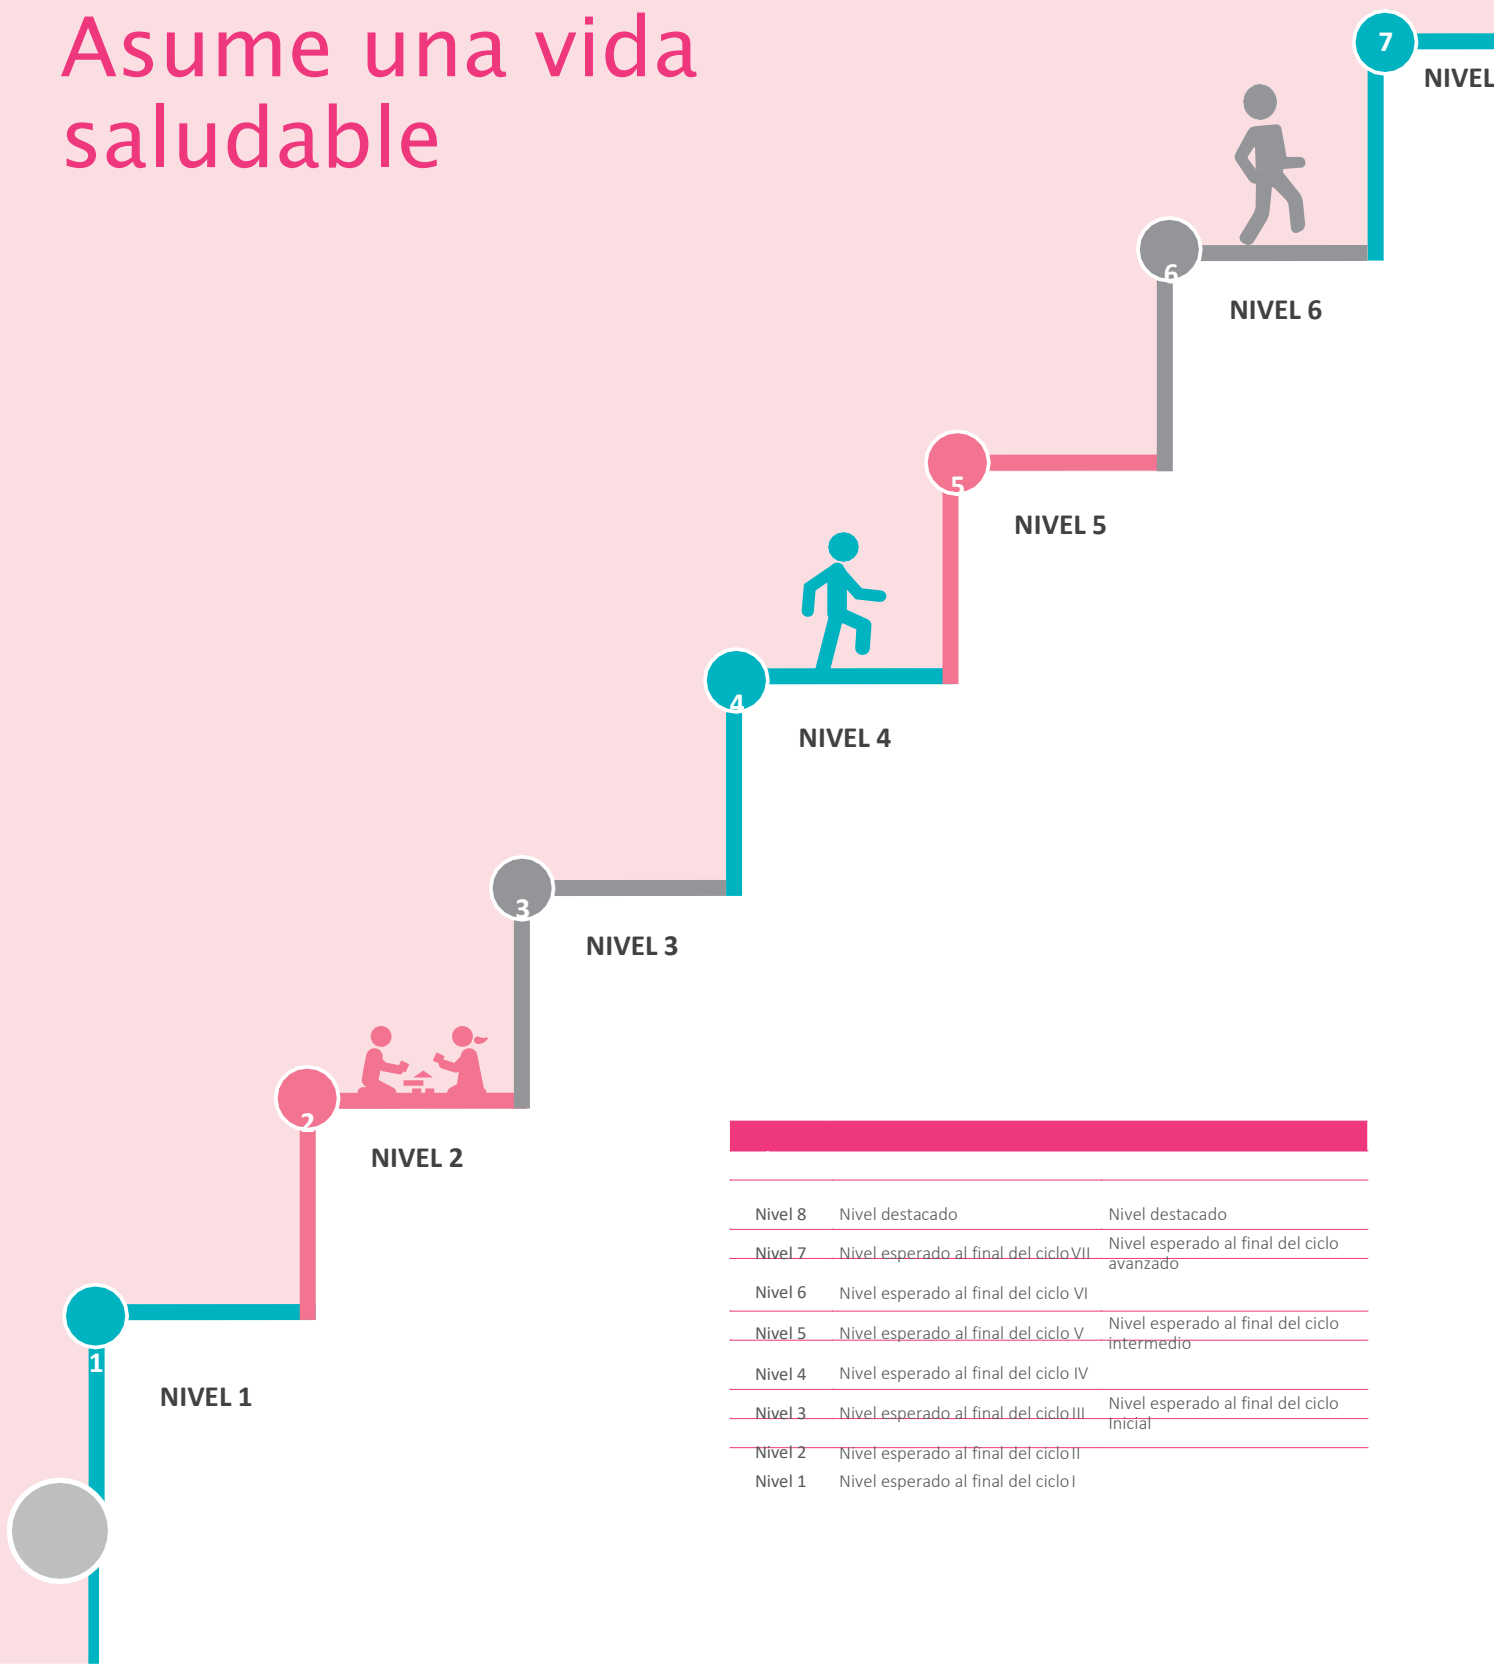 Asume una vida
saludable
7
NIVEL
6
NIVEL 6
5
NIVEL 5
4
NIVEL 4
3
NIVEL 3
2
NIVEL 2
1
NIVEL 1
Nivel 8 Nivel destacado Nivel destacado
Nivel 7 Nivel esperado al final del ciclo VII Nivel esperado al final del ciclo
avanzado
Nivel 6 Nivel esperado al final del ciclo VI
Nivel 5 Nivel esperado al final del ciclo V Nivel esperado al final del ciclo
intermedio
Nivel 4 Nivel esperado al final del ciclo IV
Nivel 3 Nivel esperado al final del ciclo III Nivel esperado al final del ciclo
Inicial
Nivel 2 Nivel esperado al final del ciclo II
Nivel 1 Nivel esperado al final del ciclo I